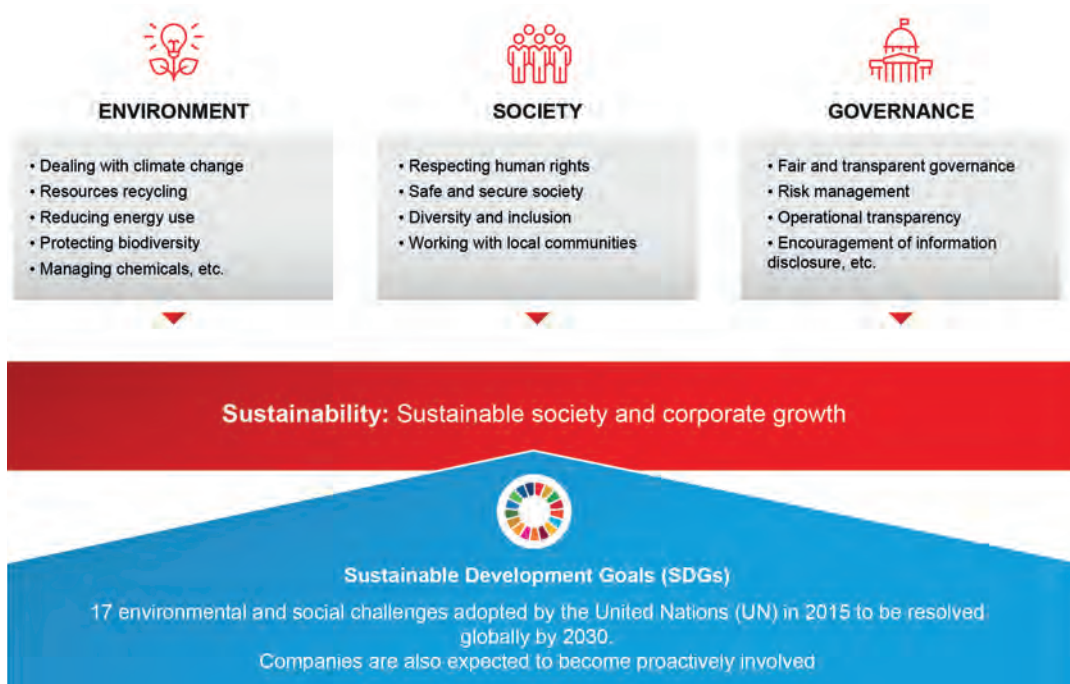 ENVIRONMENT
• Dealing with climate change
• Resources recycling
• Reducing energy use
• Protecting biodiversity
• Managing chemicals, etc.
SOCIETY
• Respecting human rights
• Safe and secure society
• Diversity and inclusion
• Working with local communities
GOVERNANCE
• Fair and transparent governance
• Risk management
• Operational transparency
• Encouragement of information
disclosure, etc.
Sustainability: Sustainable society and corporate growth
Sustainable Development Goals (SDGs)
17 environmental and social challenges adopted by the United Nations (UN) in 2015 to be resolved
globally by 2030.
Companies are also expected to become proactively involved